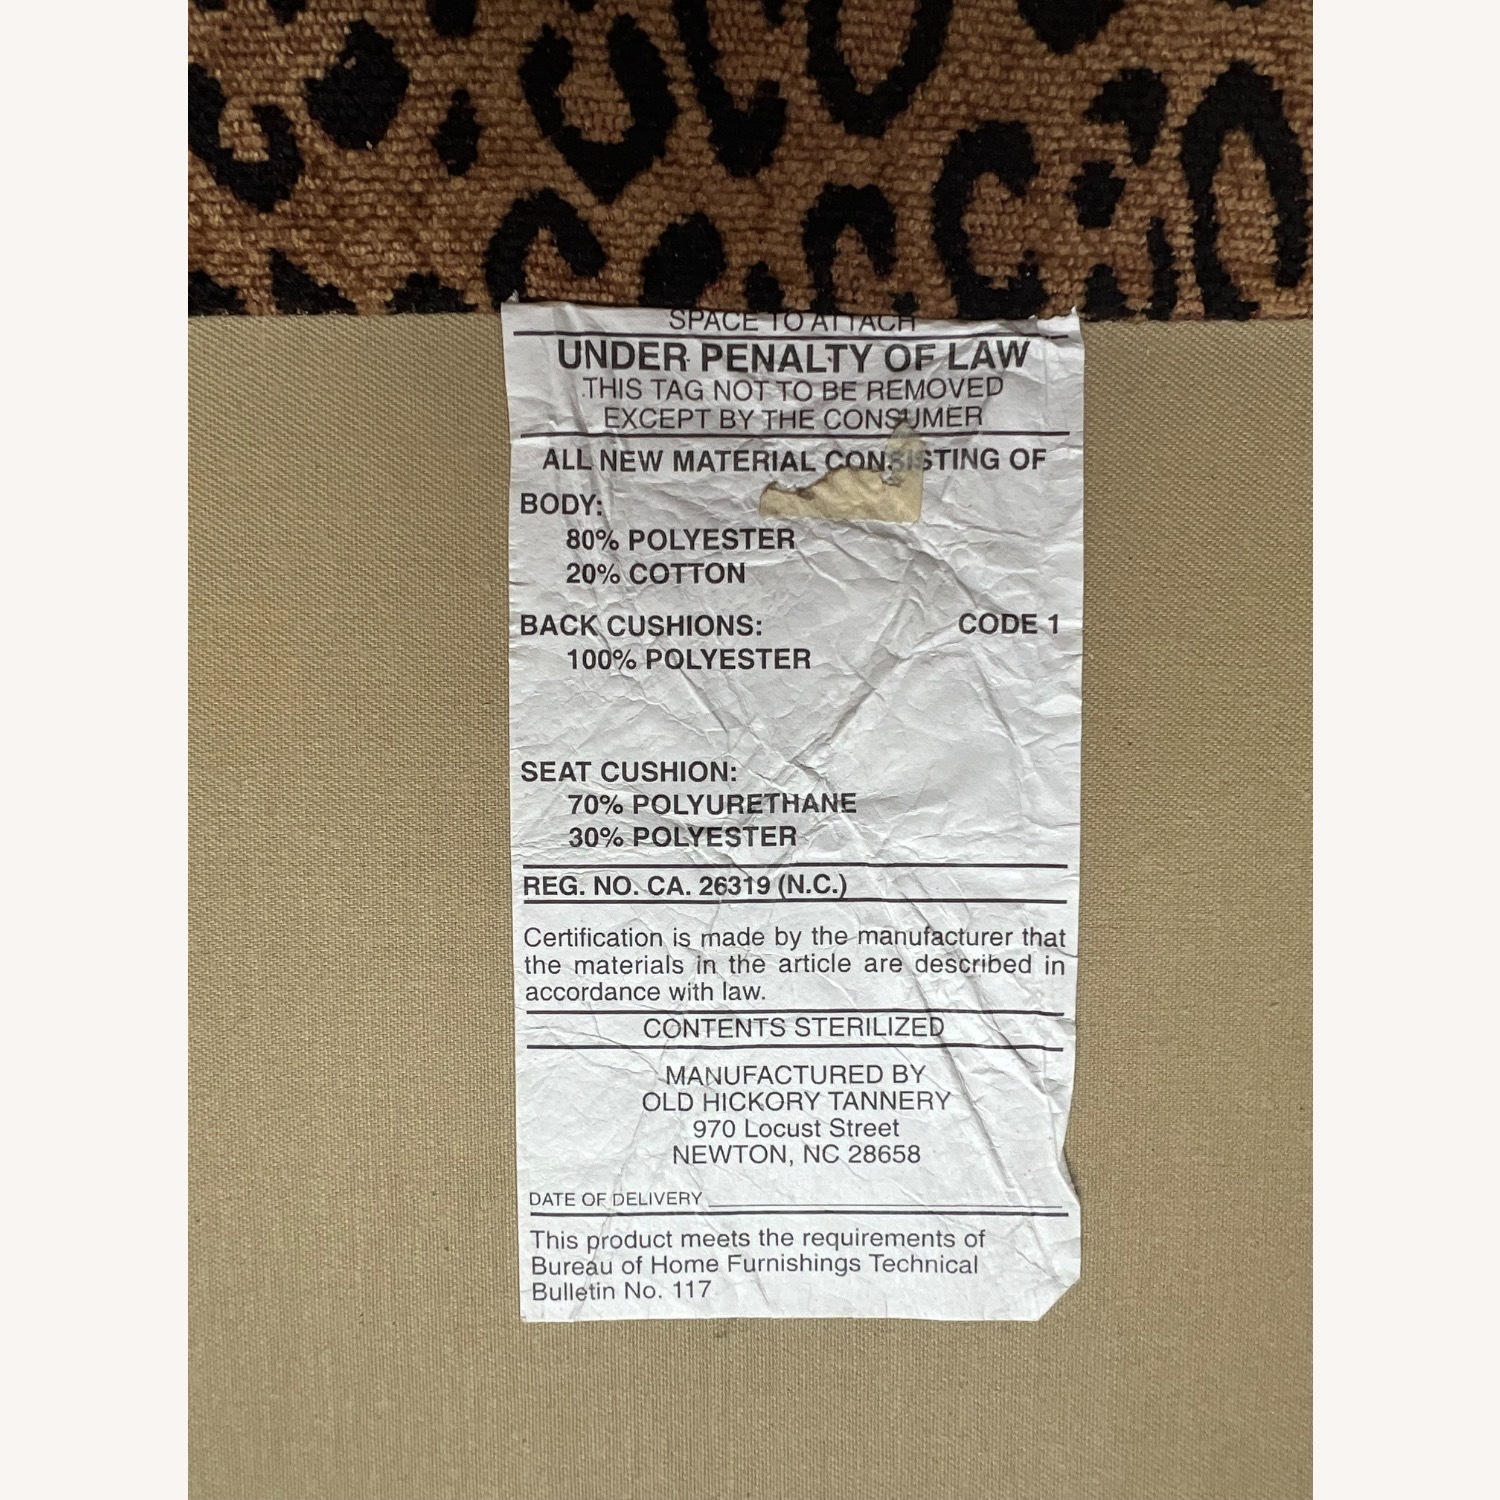 SPACE TO ATTACH
UNDER PENALTY OF LAW
THIS TAG NOT TO BE REMOVED
EXCEPT BY THE CONSUMER
ALL NEW MATERIAL CONSISTING OF
BODY:
80% POLYESTER
20% COTTON
BACK CUSHIONS: CODE 1
100% POLYESTER
SEAT CUSHION:
70% POLYURETHANE
30% POLYESTER
REG. NO. CA. 26319 (N.C.)
Certification is made by the manufacturer that
the materials in the article are described in
accordance with law.
CONTENTS STERILIZED
MANUFACTURED BY
OLD HICKORY TANNERY
970 Locust Street
NEWTON, NC 28658
DATE OF DELIVERY
This product meets the requirements of
Bureau of Home Furnishings Technical
Bulletin No. 117